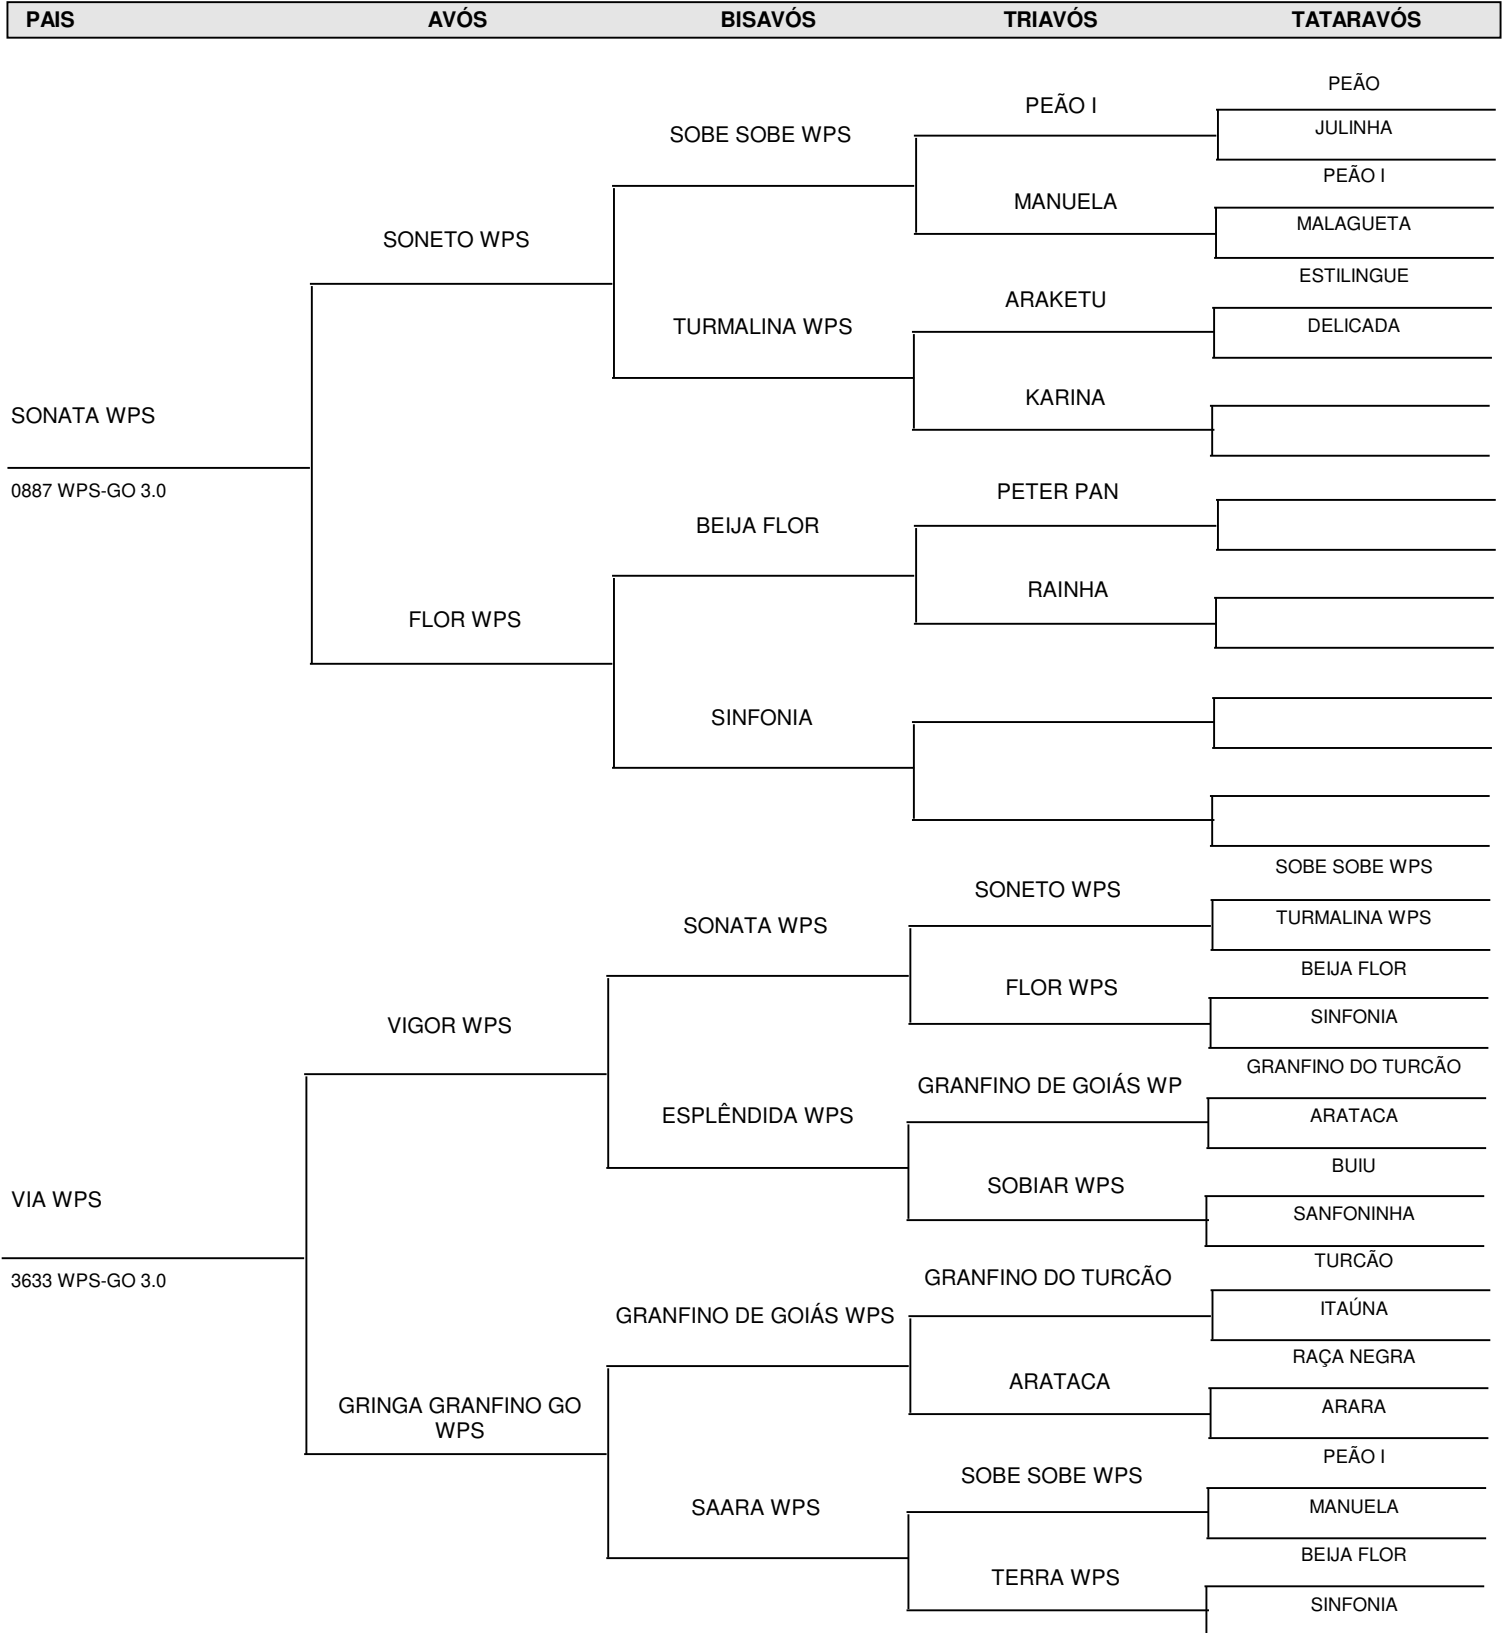 PAIS AVÓS BISAVÓS TRIAVÓS TATARAVÓS
PEÃO
PEÃO I
JULINHA
SOBE SOBE WPS
PEÃO I
MANUELA
MALAGUETA
SONETO WPS
ESTILINGUE
ARAKETU
TURMALINA WPS
DELICADA
KARINA
SONATA WPS
0887 WPS-GO 3.0
PETER PAN
BEIJA FLOR
RAINHA
FLOR WPS
SINFONIA
SOBE SOBE WPS
SONETO WPS
TURMALINA WPS
SONATA WPS
BEIJA FLOR
FLOR WPS
SINFONIA
VIGOR WPS
GRANFINO DO TURCÃO
GRANFINO DE GOIÁS WP
ESPLÊNDIDA WPS
ARATACA
BUIU
SOBIAR WPS
VIA WPS
SANFONINHA
TURCÃO
3633 WPS-GO 3.0
GRANFINO DO TURCÃO
GRANFINO DE GOIÁS WPS
ITAÚNA
RAÇA NEGRA
ARATACA
GRINGA GRANFINO GO
WPS
ARARA
PEÃO I
SOBE SOBE WPS
SAARA WPS
MANUELA
BEIJA FLOR
TERRA WPS
SINFONIA